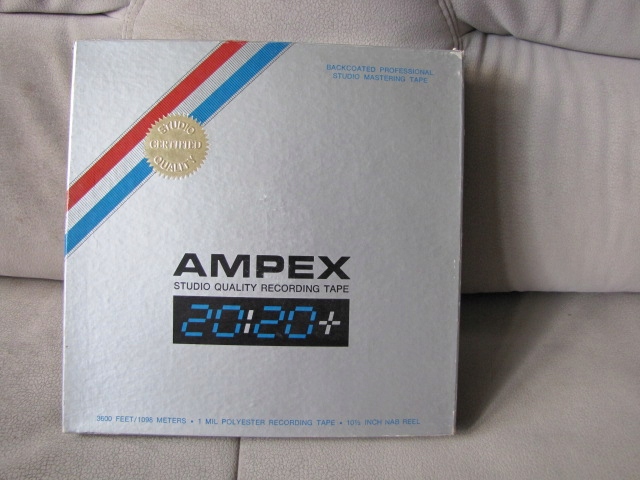 BACKCOATED PROFESSIONAL
STUDIO MASTERING TAPE
STUDIO
CERTIFIED
QUALITY
AMPEX
STUDIO QUALITY RECORDING TAPE
20:20+
3600 FEET/1098 METERS • 1 MIL POLYESTER RECORDING TAPE • 10½ INCH NAB REEL